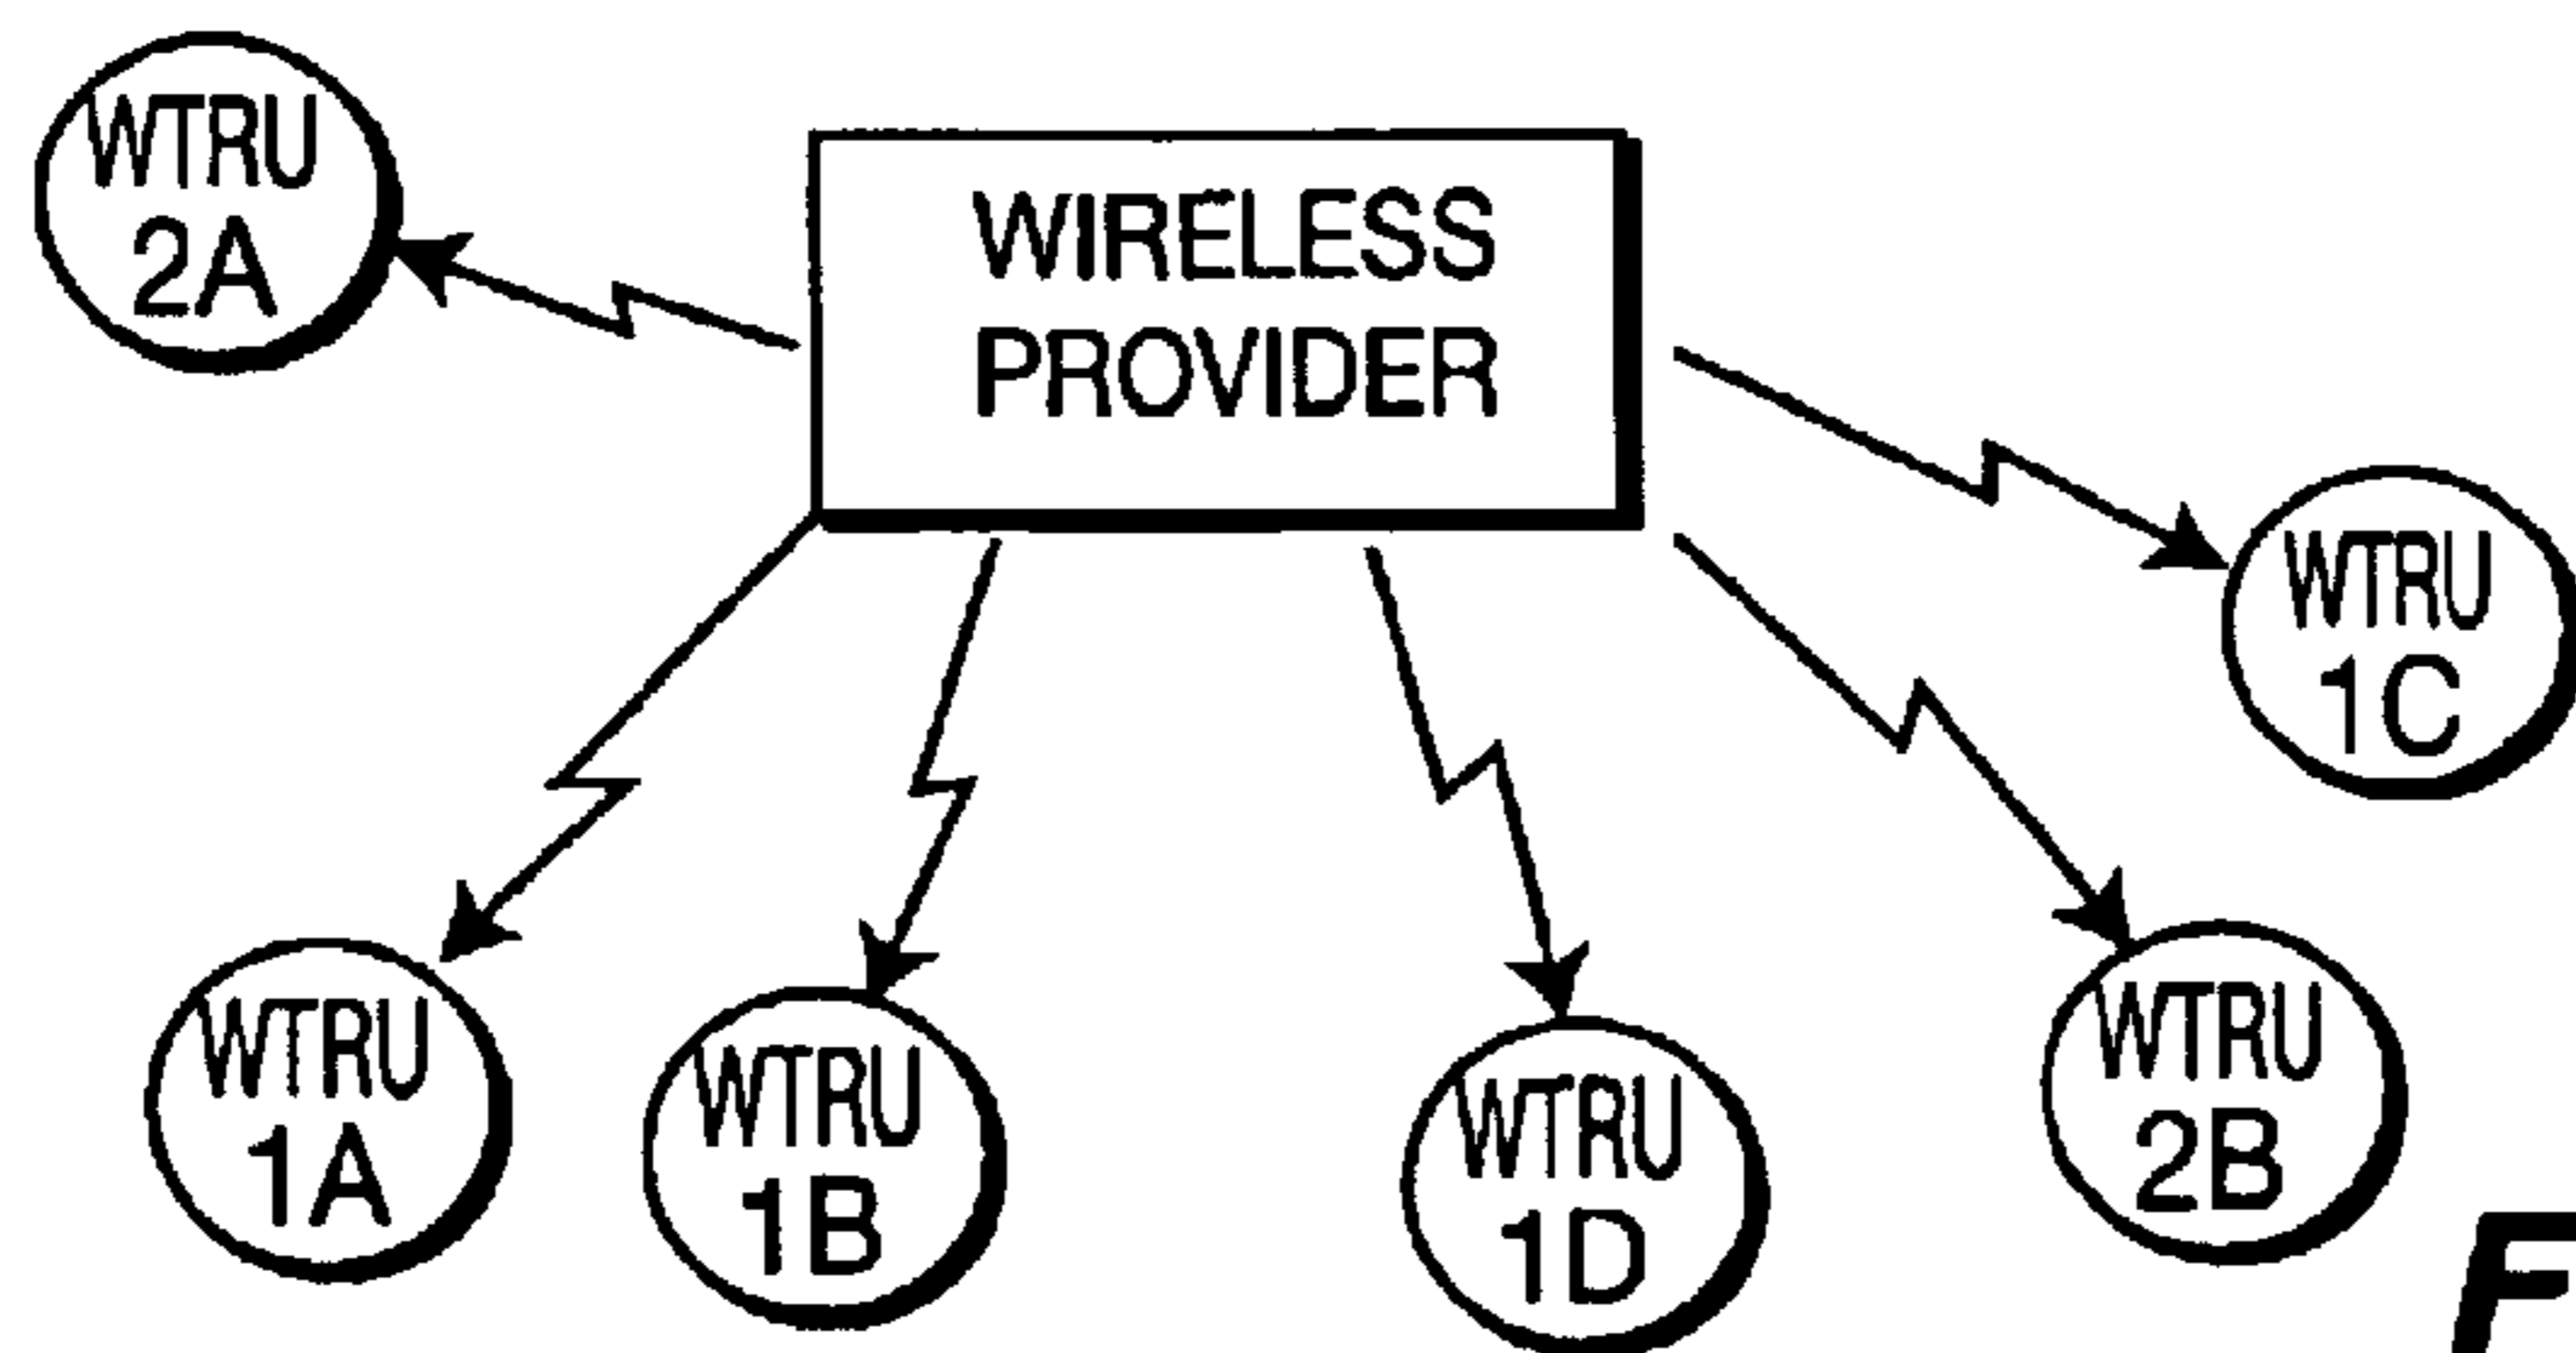 WTRU
2A
WIRELESS
PROVIDER
WTRU
1C
WTRU
1A
WTRU
1B
WTRU
1D
WTRU
2B
F